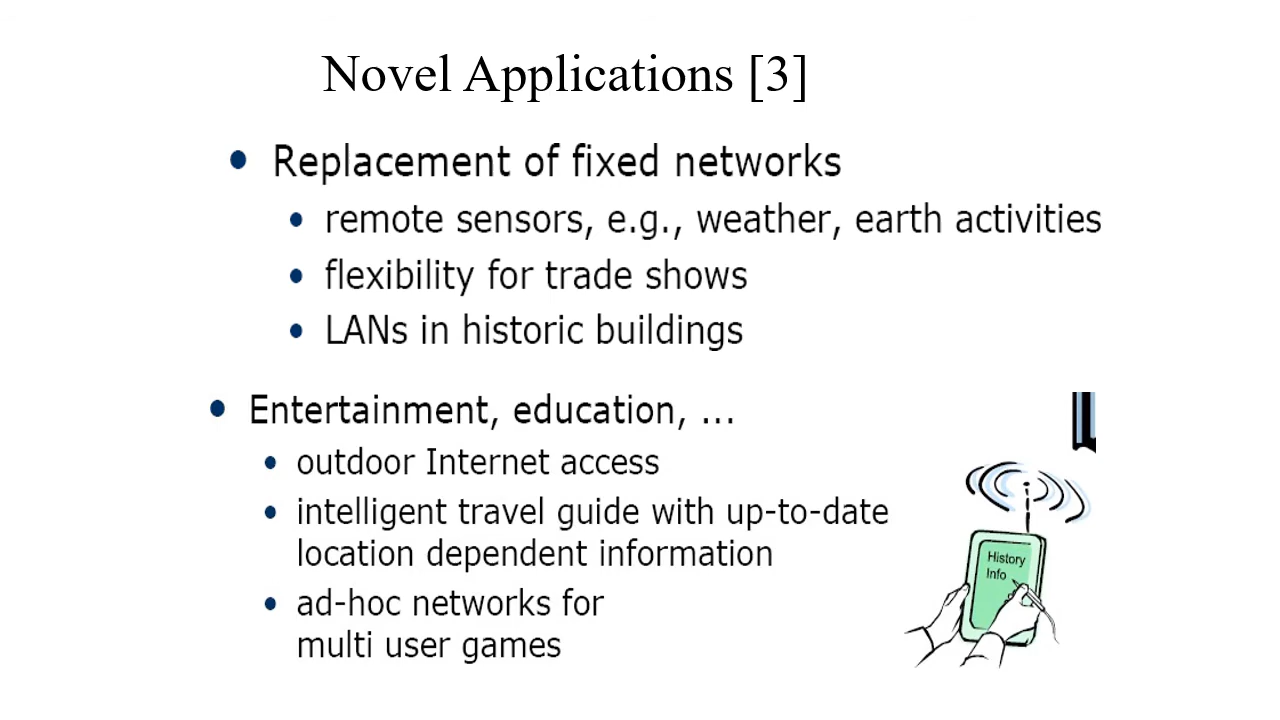 Novel Applications [3]
• Replacement of fixed networks
• remote sensors, e.g., weather, earth activities
• flexibility for trade shows
• LANs in historic buildings
• Entertainment, education, ...
• outdoor Internet access
• intelligent travel guide with up-to-date
location dependent information
• ad-hoc networks for
multi user games
History
Info